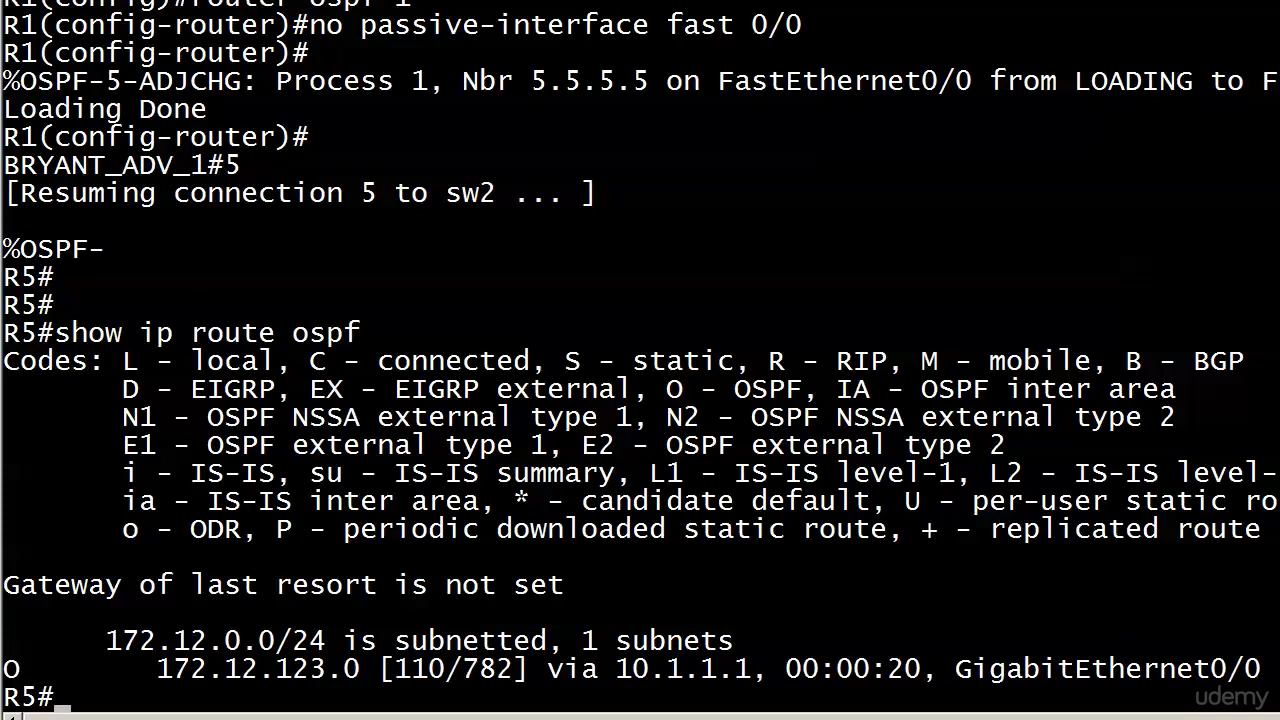 R1(config)#router ospf 1
R1(config-router)#no passive-interface fast 0/0
R1(config-router)#
%OSPF-5-ADJCHG: Process 1, Nbr 5.5.5.5 on FastEthernet0/0 from LOADING to F
Loading Done
R1(config-router)#
BRYANT_ADV_1#5
[Resuming connection 5 to sw2 ... ]
%OSPF-
R5#
R5#
R5#show ip route ospf
Codes: L - local, C - connected, S - static, R - RIP, M - mobile, B - BGP
D - EIGRP, EX - EIGRP external, O - OSPF, IA - OSPF inter area
N1 - OSPF NSSA external type 1, N2 - OSPF NSSA external type 2
E1 - OSPF external type 1, E2 - OSPF external type 2
i - IS-IS, su - IS-IS summary, L1 - IS-IS level-1, L2 - IS-IS level-
ia - IS-IS inter area, * - candidate default, U - per-user static ro
o - ODR, P - periodic downloaded static route, + - replicated route
Gateway of last resort is not set
172.12.0.0/24 is subnetted, 1 subnets
O 172.12.123.0 [110/782] via 10.1.1.1, 00:00:20, GigabitEthernet0/0
R5#
udemy